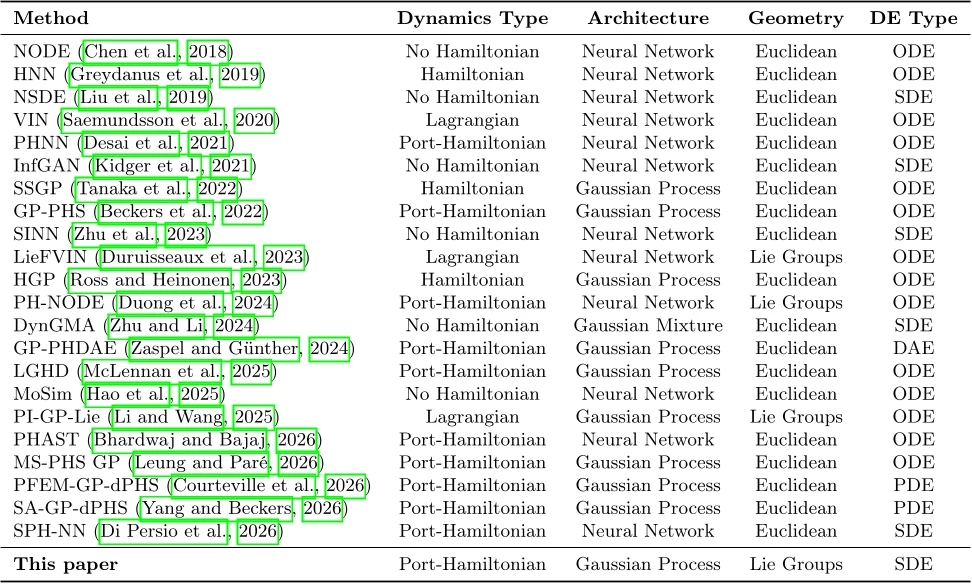 Method Dynamics Type Architecture Geometry DE Type
NODE (Chen et al., 2018) No Hamiltonian Neural Network Euclidean ODE
HNN (Greydanus et al., 2019) Hamiltonian Neural Network Euclidean ODE
NSDE (Liu et al., 2019) No Hamiltonian Neural Network Euclidean SDE
VIN (Saemundsson et al., 2020) Lagrangian Neural Network Euclidean ODE
PHNN (Desai et al., 2021) Port-Hamiltonian Neural Network Euclidean ODE
InfGAN (Kidger et al., 2021) No Hamiltonian Neural Network Euclidean SDE
SSGP (Tanaka et al., 2022) Hamiltonian Gaussian Process Euclidean ODE
GP-PHS (Beckers et al., 2022) Port-Hamiltonian Gaussian Process Euclidean ODE
SINN (Zhu et al., 2023) No Hamiltonian Neural Network Euclidean SDE
LieFVIN (Duruisseaux et al., 2023) Lagrangian Neural Network Lie Groups ODE
HGP (Ross and Heinonen, 2023) Hamiltonian Gaussian Process Euclidean ODE
PH-NODE (Duong et al., 2024) Port-Hamiltonian Neural Network Lie Groups ODE
DynGMA (Zhu and Li, 2024) No Hamiltonian Gaussian Mixture Euclidean SDE
GP-PHDAE (Zaspel and Günther, 2024) Port-Hamiltonian Gaussian Process Euclidean DAE
LGHD (McLennan et al., 2025) Port-Hamiltonian Gaussian Process Euclidean ODE
MoSim (Hao et al., 2025) No Hamiltonian Neural Network Euclidean ODE
PI-GP-Lie (Li and Wang, 2025) Lagrangian Gaussian Process Lie Groups ODE
PHAST (Bhardwaj and Bajaj, 2026) Port-Hamiltonian Neural Network Euclidean ODE
MS-PHS GP (Leung and Paré, 2026) Port-Hamiltonian Gaussian Process Euclidean ODE
PFEM-GP-dPHS (Courteville et al., 2026) Port-Hamiltonian Gaussian Process Euclidean PDE
SA-GP-dPHS (Yang and Beckers, 2026) Port-Hamiltonian Gaussian Process Euclidean PDE
SPH-NN (Di Persio et al., 2026) Port-Hamiltonian Neural Network Euclidean SDE
This paper Port-Hamiltonian Gaussian Process Lie Groups SDE